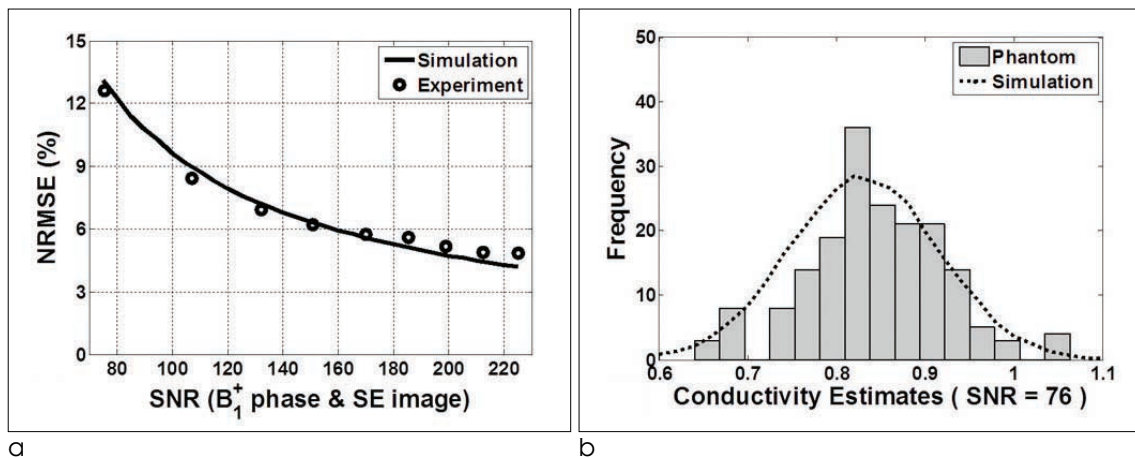 15
12
9
6
3
0
NRMSE (%)
Simulation
Experiment
80 100 120 140 160 180 200 220
SNR (B1+ phase & SE image)
a
50
40
30
20
10
0
Frequency
Phantom
Simulation
0.6 0.7 0.8 0.9 1 1.1
Conductivity Estimates ( SNR = 76 )
b